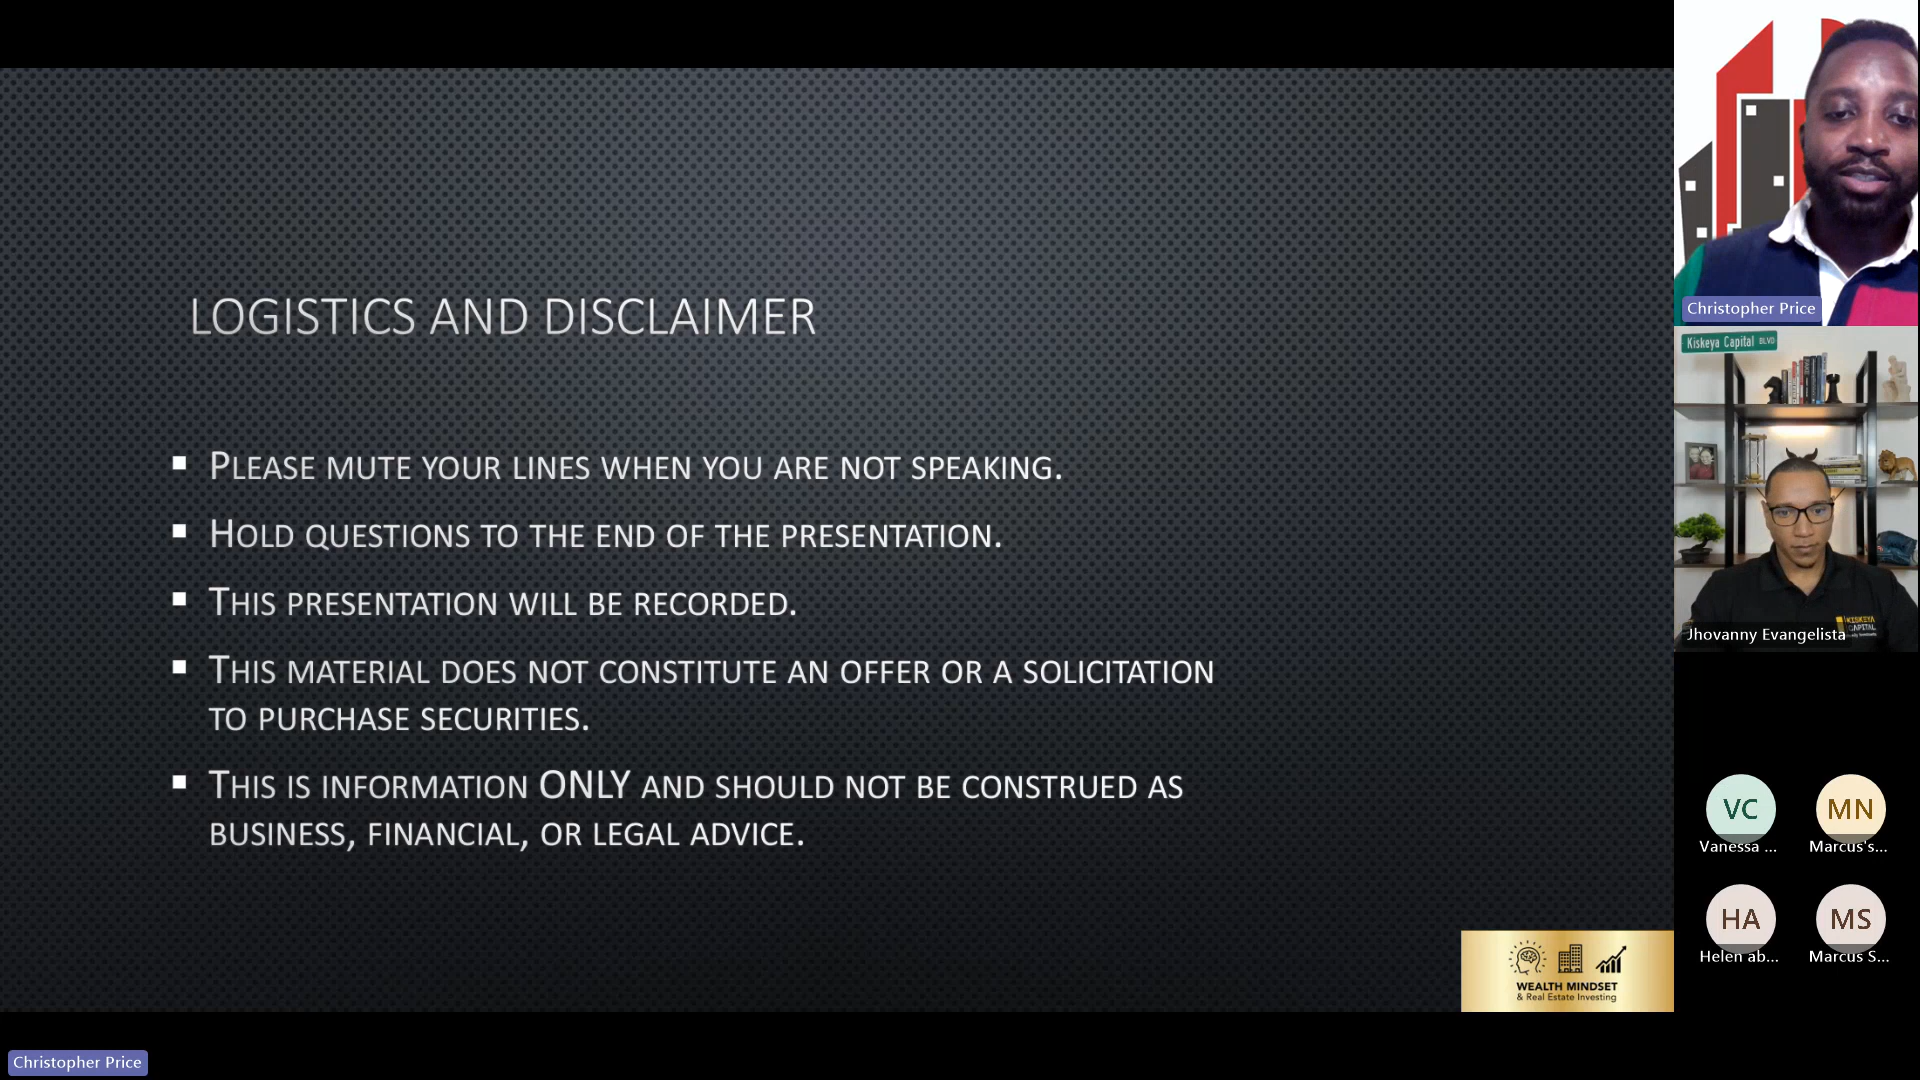 LOGISTICS AND DISCLAIMER
▪ PLEASE MUTE YOUR LINES WHEN YOU ARE NOT SPEAKING.
▪ HOLD QUESTIONS TO THE END OF THE PRESENTATION.
▪ THIS PRESENTATION WILL BE RECORDED.
▪ THIS MATERIAL DOES NOT CONSTITUTE AN OFFER OR A SOLICITATION
TO PURCHASE SECURITIES.
▪ THIS IS INFORMATION ONLY AND SHOULD NOT BE CONSTRUED AS
BUSINESS, FINANCIAL, OR LEGAL ADVICE.
WEALTH MINDSET
& Real Estate Investing
Christopher Price
Christopher Price
Kiskeya Capital BLVD
KISKEYA
CAPITAL
Jhovanny Evangelista
VC
Vanessa ...
MN
Marcus's...
HA
Helen ab...
MS
Marcus S...